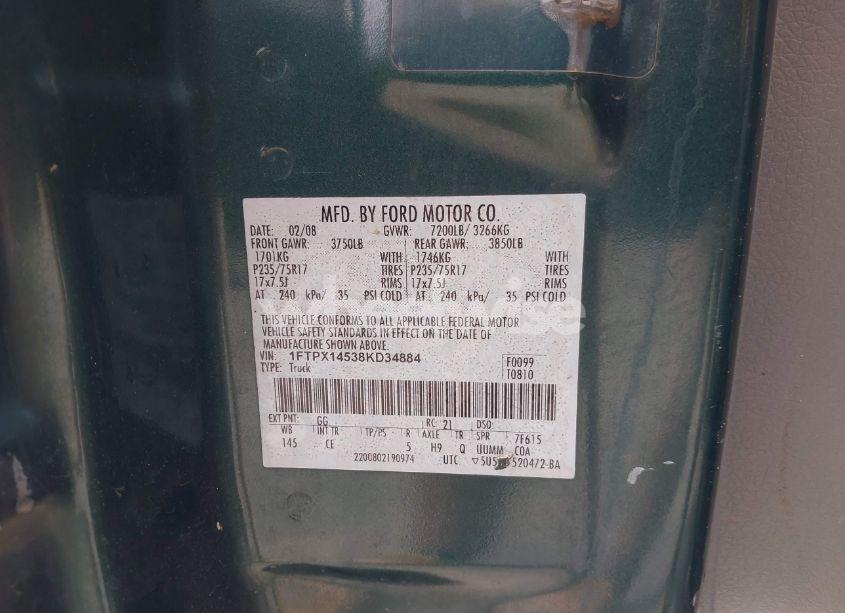 MFD. BY FORD MOTOR CO.
DATE: 02/08 GVWR: 7200LB/ 3266KG
FRONT GAWR: 3750LB REAR GAWR: 3850LB
1701KG WITH 1746KG WITH
P235/75R17 TIRES P235/75R17 TIRES
17x7.5J RIMS 17x7.5J RIMS
AT 240 kPa/ 35 PSI COLD AT 240 kPa/ 35 PSI COLD
THIS VEHICLE CONFORMS TO ALL APPLICABLE FEDERAL MOTOR
VEHICLE SAFETY STANDARDS IN EFFECT ON THE DATE OF
MANUFACTURE SHOWN ABOVE.
VIN: 1FTPX14538KD34884 F0099
TYPE: Truck T0810
EXT PNT: GG RC: 21 DSO:
WB INT TR TP/PS R AXLE TR SPR 7F615
145 CE 5 H9 Q UUMM COA
2200802190974 UTC